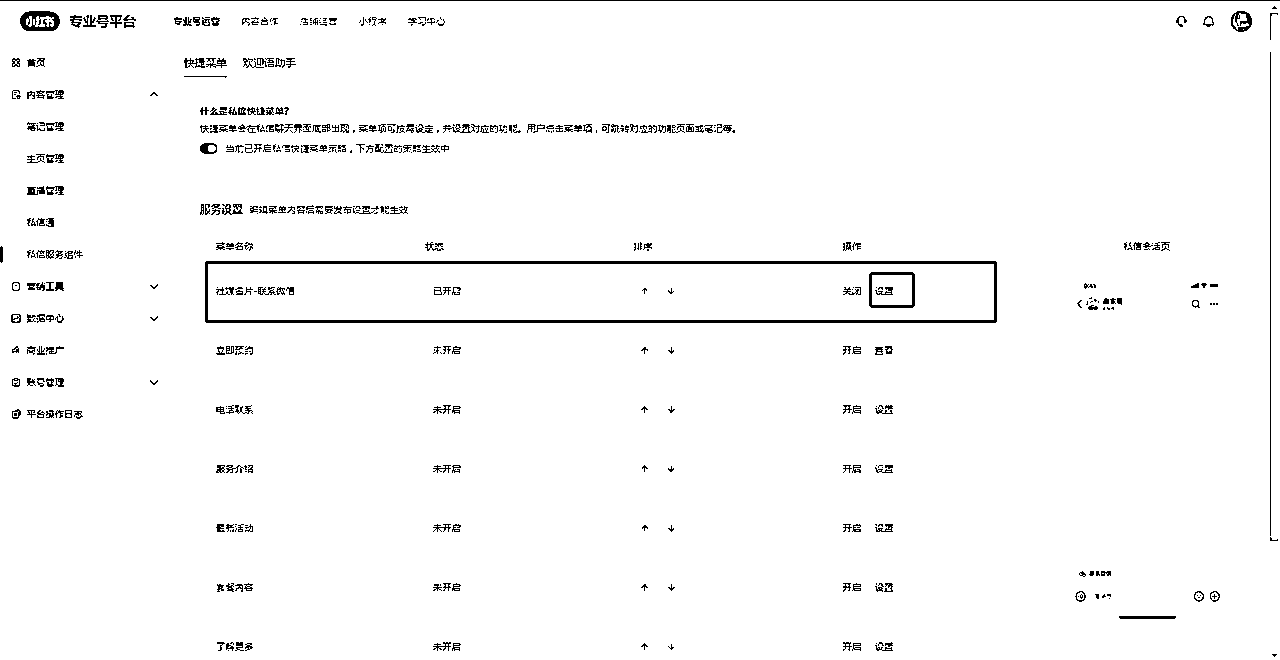 小红书 专业号平台 专业号运营 内容合作 店铺运营 小程序 学习中心
首页
内容管理
笔记管理
主页管理
直播管理
私信通
私信服务组件
营销工具
数据中心
商业推广
账号管理
平台操作日志
快捷菜单 欢迎语助手
什么是私信快捷菜单？
快捷菜单会在私信聊天界面底部出现，菜单项可按需设定，并设置对应的功能。用户点击菜单项，可跳转对应的功能页面或笔记等。
当前已开启私信快捷菜单策略，下方配置的策略生效中
服务设置 编辑菜单内容后需要发布设置才能生效
菜单名称 状态 排序 操作 私信会话页
社媒名片-联系微信 已开启 ↑ ↓ 关闭 设置
立即预约 未开启 ↑ ↓ 开启 查看
电话联系 未开启 ↑ ↓ 开启 设置
服务介绍 未开启 ↑ ↓ 开启 设置
优惠活动 未开启 ↑ ↓ 开启 设置
套餐内容 未开启 ↑ ↓ 开启 设置
了解更多 未开启 ↑ ↓ 开启 设置